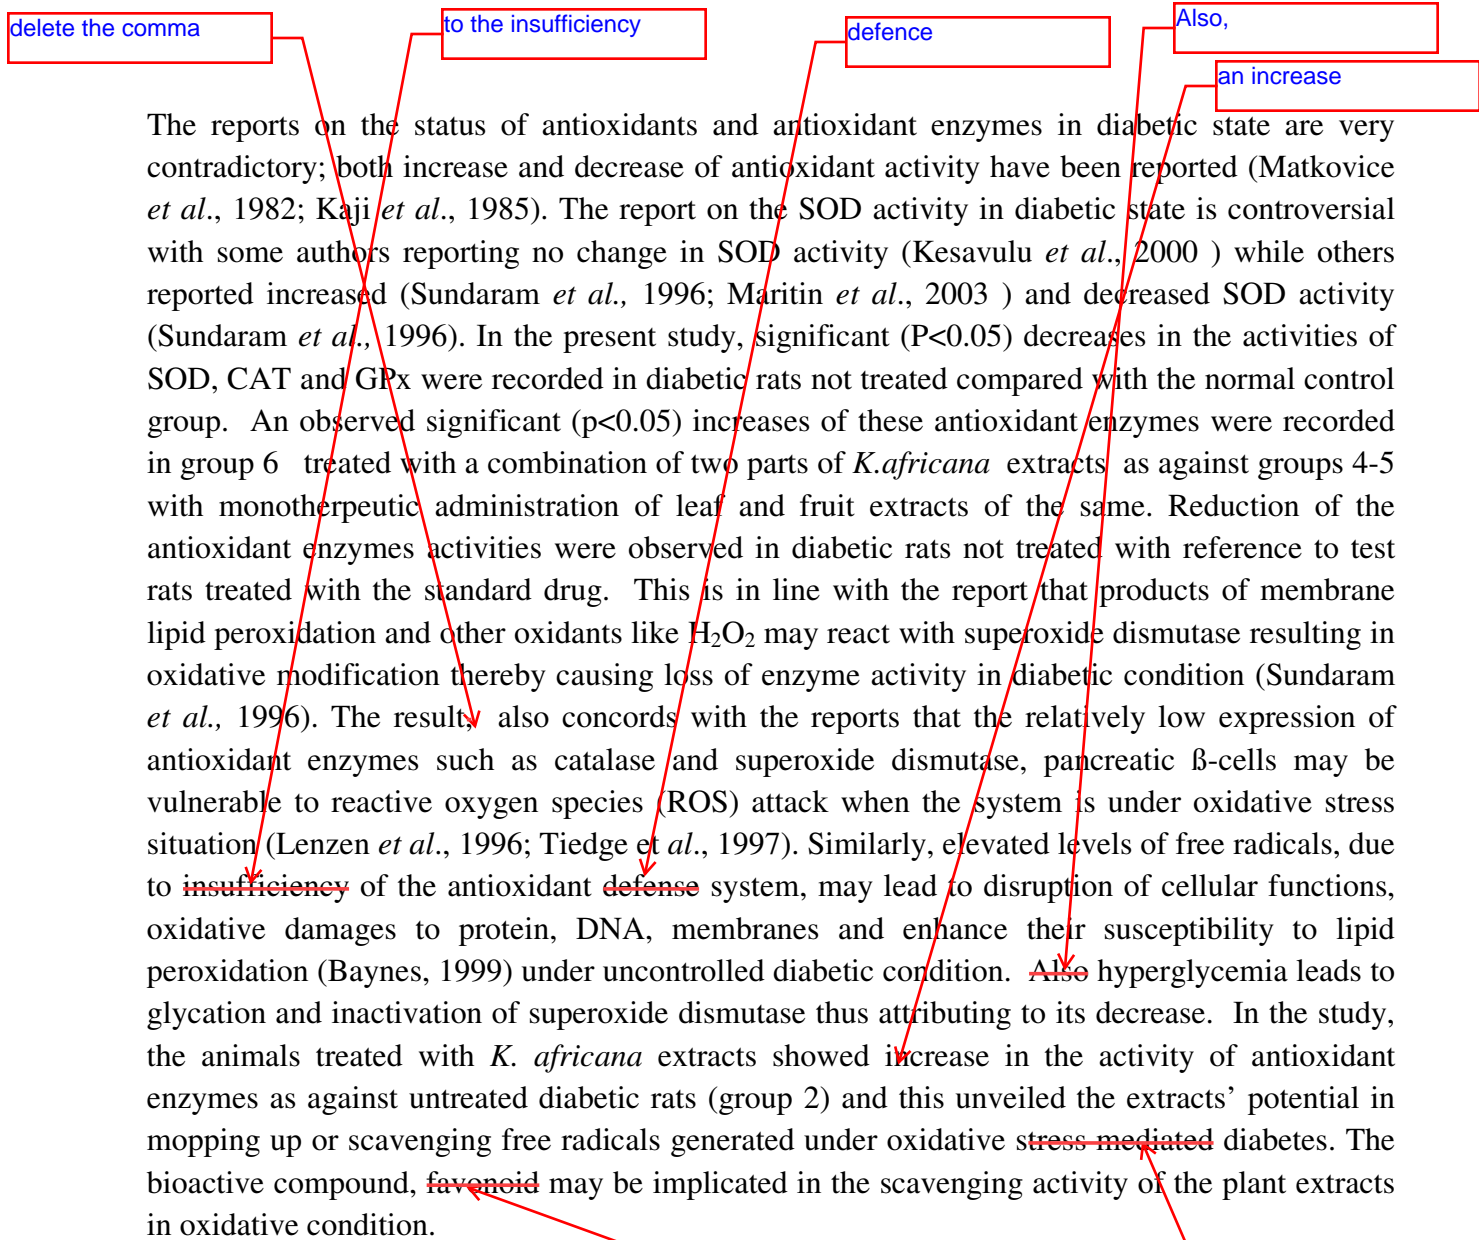 delete the comma
to the insufficiency
defence
Also,
an increase
The reports on the status of antioxidants and antioxidant enzymes in diabetic state are very
contradictory; both increase and decrease of antioxidant activity have been reported (Matkovice
et al., 1982; Kaji et al., 1985). The report on the SOD activity in diabetic state is controversial
with some authors reporting no change in SOD activity (Kesavulu et al., 2000 ) while others
reported increased (Sundaram et al., 1996; Maritin et al., 2003 ) and decreased SOD activity
(Sundaram et al., 1996). In the present study, significant (P<0.05) decreases in the activities of
SOD, CAT and GPx were recorded in diabetic rats not treated compared with the normal control
group. An observed significant (p<0.05) increases of these antioxidant enzymes were recorded
in group 6 treated with a combination of two parts of K.africana extracts as against groups 4-5
with monotherpeutic administration of leaf and fruit extracts of the same. Reduction of the
antioxidant enzymes activities were observed in diabetic rats not treated with reference to test
rats treated with the standard drug. This is in line with the report that products of membrane
lipid peroxidation and other oxidants like H₂O₂ may react with superoxide dismutase resulting in
oxidative modification thereby causing loss of enzyme activity in diabetic condition (Sundaram
et al., 1996). The result, also concords with the reports that the relatively low expression of
antioxidant enzymes such as catalase and superoxide dismutase, pancreatic ß-cells may be
vulnerable to reactive oxygen species (ROS) attack when the system is under oxidative stress
situation (Lenzen et al., 1996; Tiedge et al., 1997). Similarly, elevated levels of free radicals, due
to insufficiency of the antioxidant defense system, may lead to disruption of cellular functions,
oxidative damages to protein, DNA, membranes and enhance their susceptibility to lipid
peroxidation (Baynes, 1999) under uncontrolled diabetic condition. Also hyperglycemia leads to
glycation and inactivation of superoxide dismutase thus attributing to its decrease. In the study,
the animals treated with K. africana extracts showed increase in the activity of antioxidant
enzymes as against untreated diabetic rats (group 2) and this unveiled the extracts’ potential in
mopping up or scavenging free radicals generated under oxidative stress mediated diabetes. The
bioactive compound, favonoid may be implicated in the scavenging activity of the plant extracts
in oxidative condition.